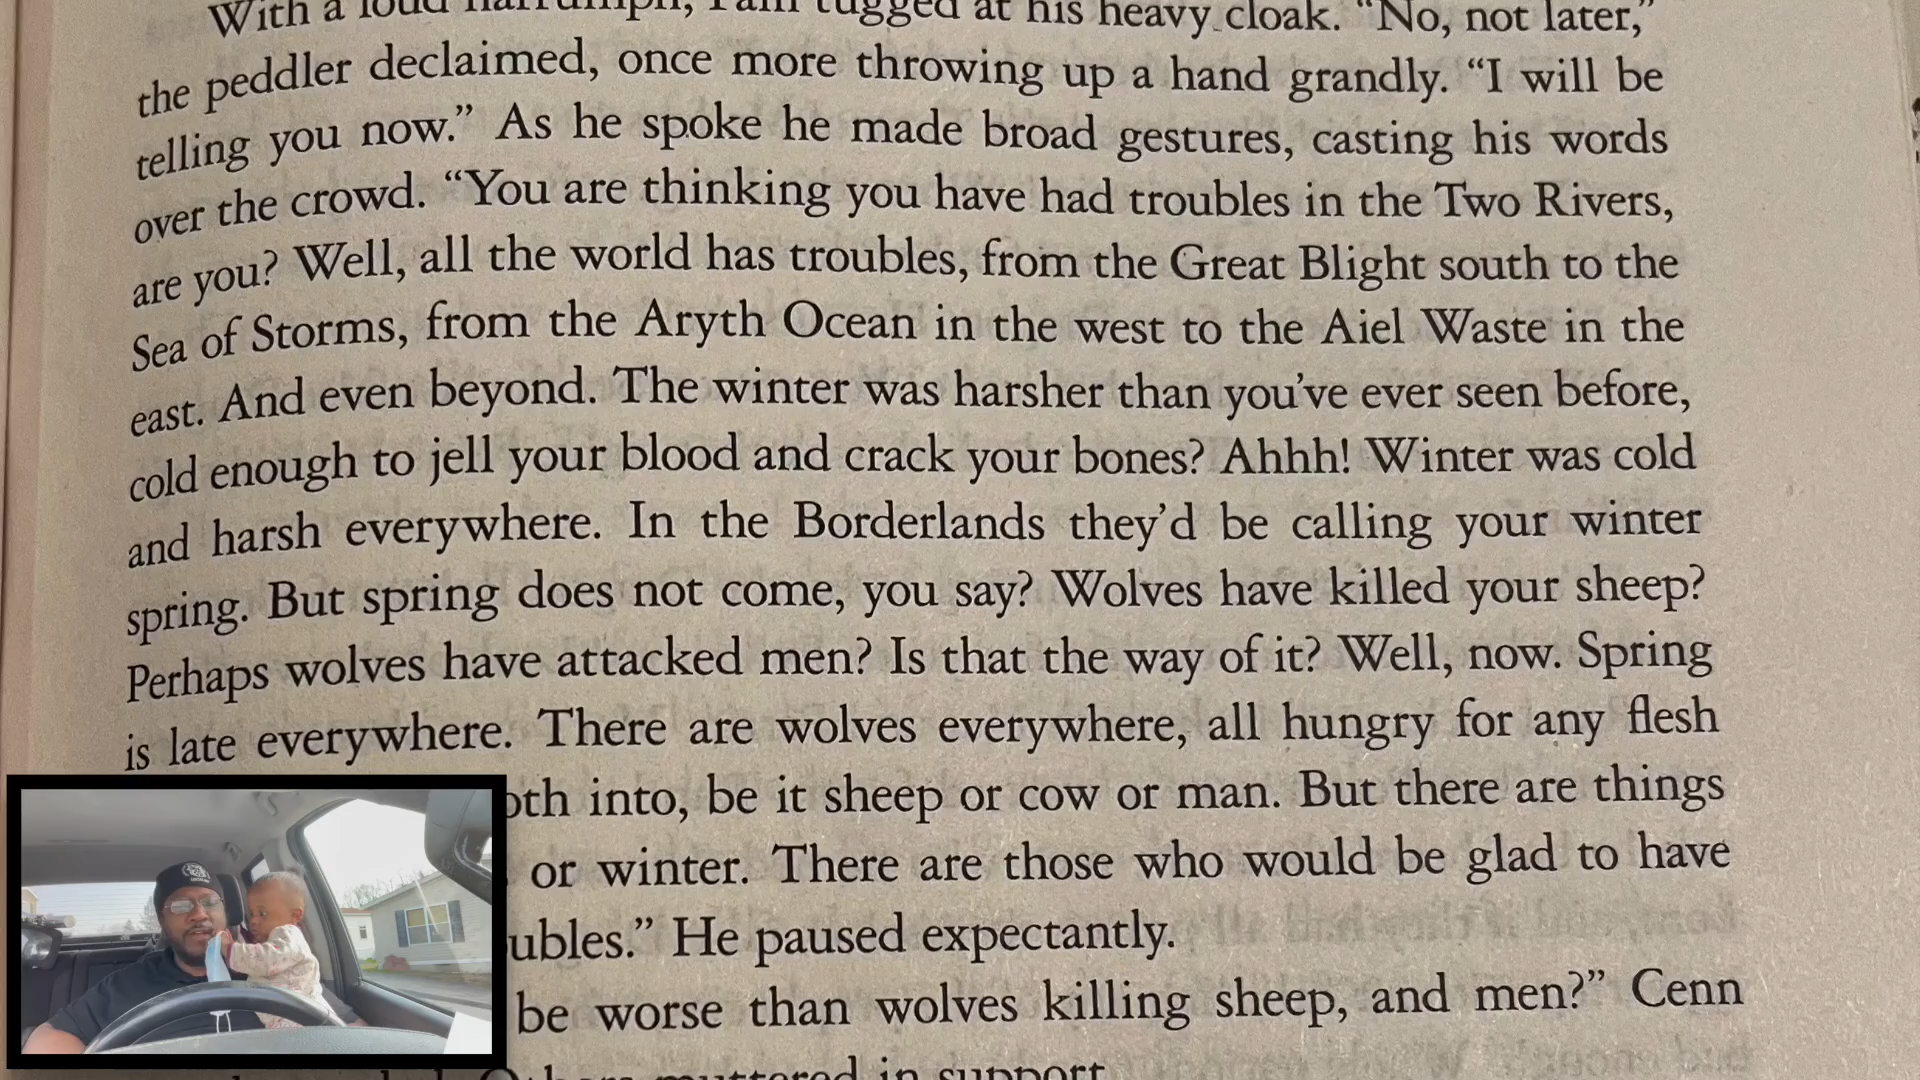 With a loud harrumph, Padan tugged at his heavy cloak. "No, not later,"
the peddler declaimed, once more throwing up a hand grandly. "I will be
telling you now." As he spoke he made broad gestures, casting his words
over the crowd. "You are thinking you have had troubles in the Two Rivers,
are you? Well, all the world has troubles, from the Great Blight south to the
Sea of Storms, from the Aryth Ocean in the west to the Aiel Waste in the
east. And even beyond. The winter was harsher than you've ever seen before,
cold enough to jell your blood and crack your bones? Ahhh! Winter was cold
and harsh everywhere. In the Borderlands they'd be calling your winter
spring. But spring does not come, you say? Wolves have killed your sheep?
Perhaps wolves have attacked men? Is that the way of it? Well, now. Spring
is late everywhere. There are wolves everywhere, all hungry for any flesh
into, be it sheep or cow or man. But there are things
or winter. There are those who would be glad to have
He paused expectantly.
be worse than wolves killing sheep, and men?" Cenn
muttered in support.